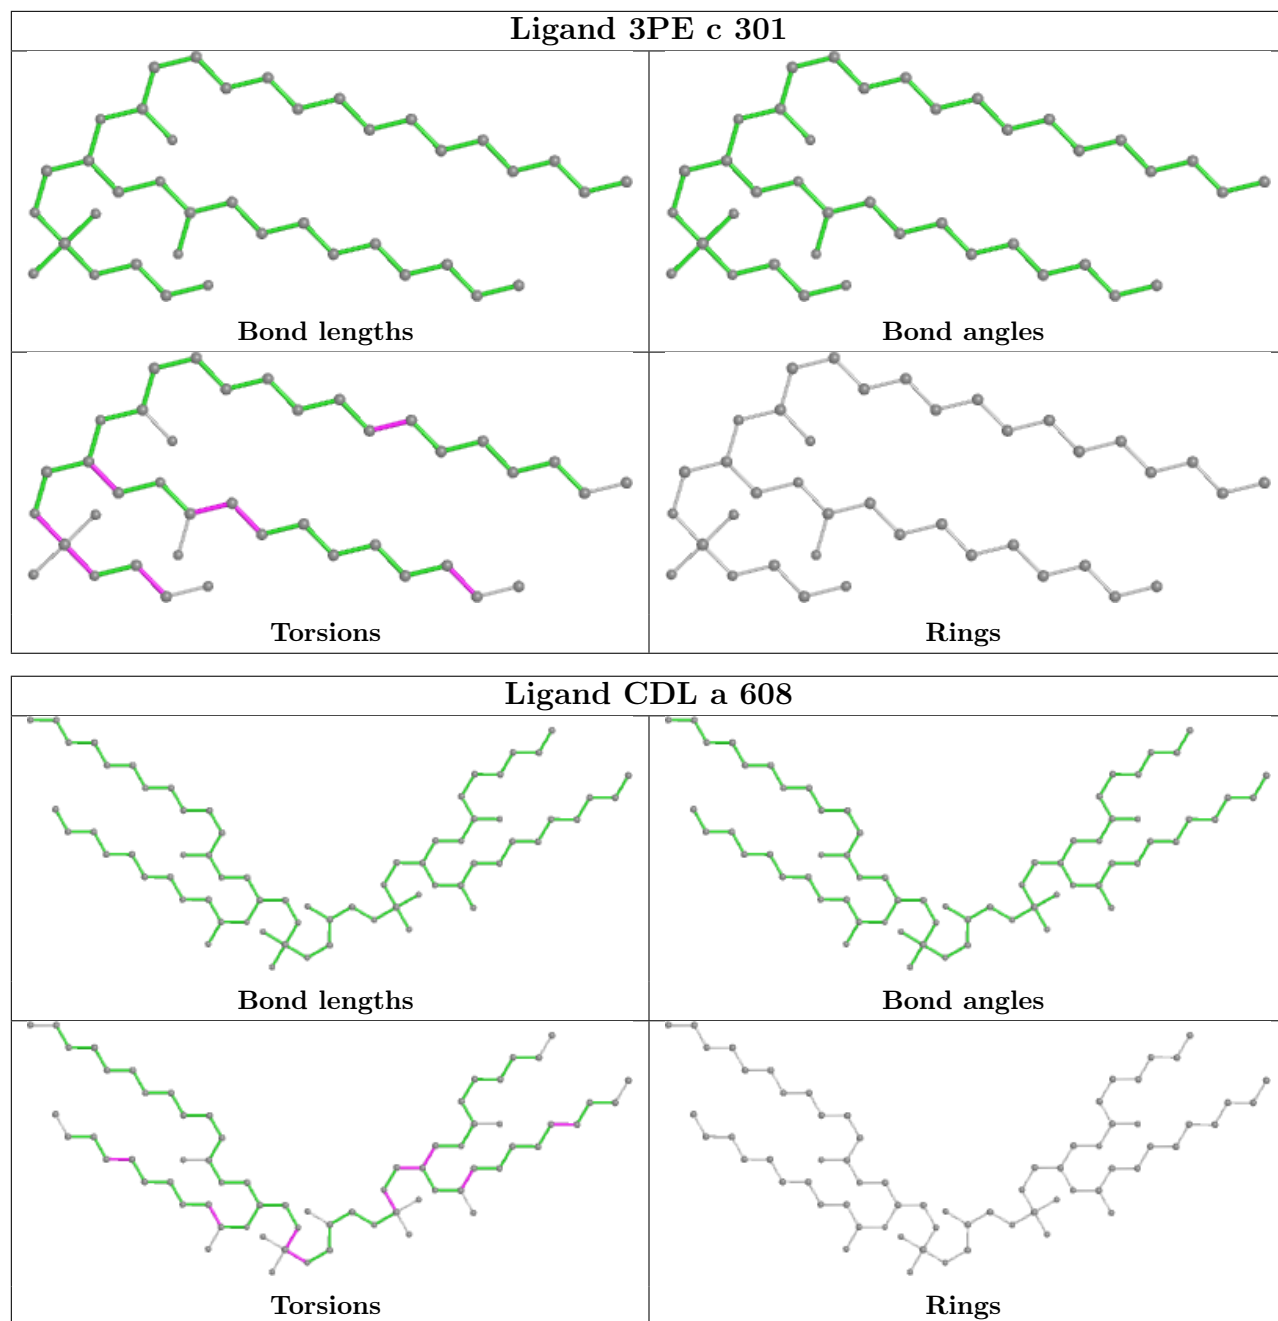 Ligand 3PE c 301
Bond lengths
Bond angles
Torsions
Rings
Ligand CDL a 608
Bond lengths
Bond angles
Torsions
Rings